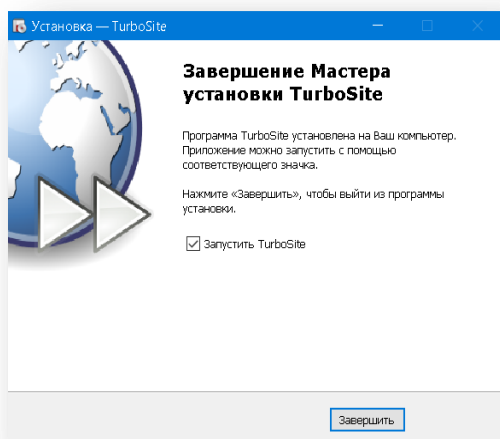 Установка — TurboSite
Завершение Мастера
установки TurboSite
Программа TurboSite установлена на Ваш компьютер.
Приложение можно запустить с помощью
соответствующего значка.
Нажмите «Завершить», чтобы выйти из программы
установки.
Запустить TurboSite
Завершить